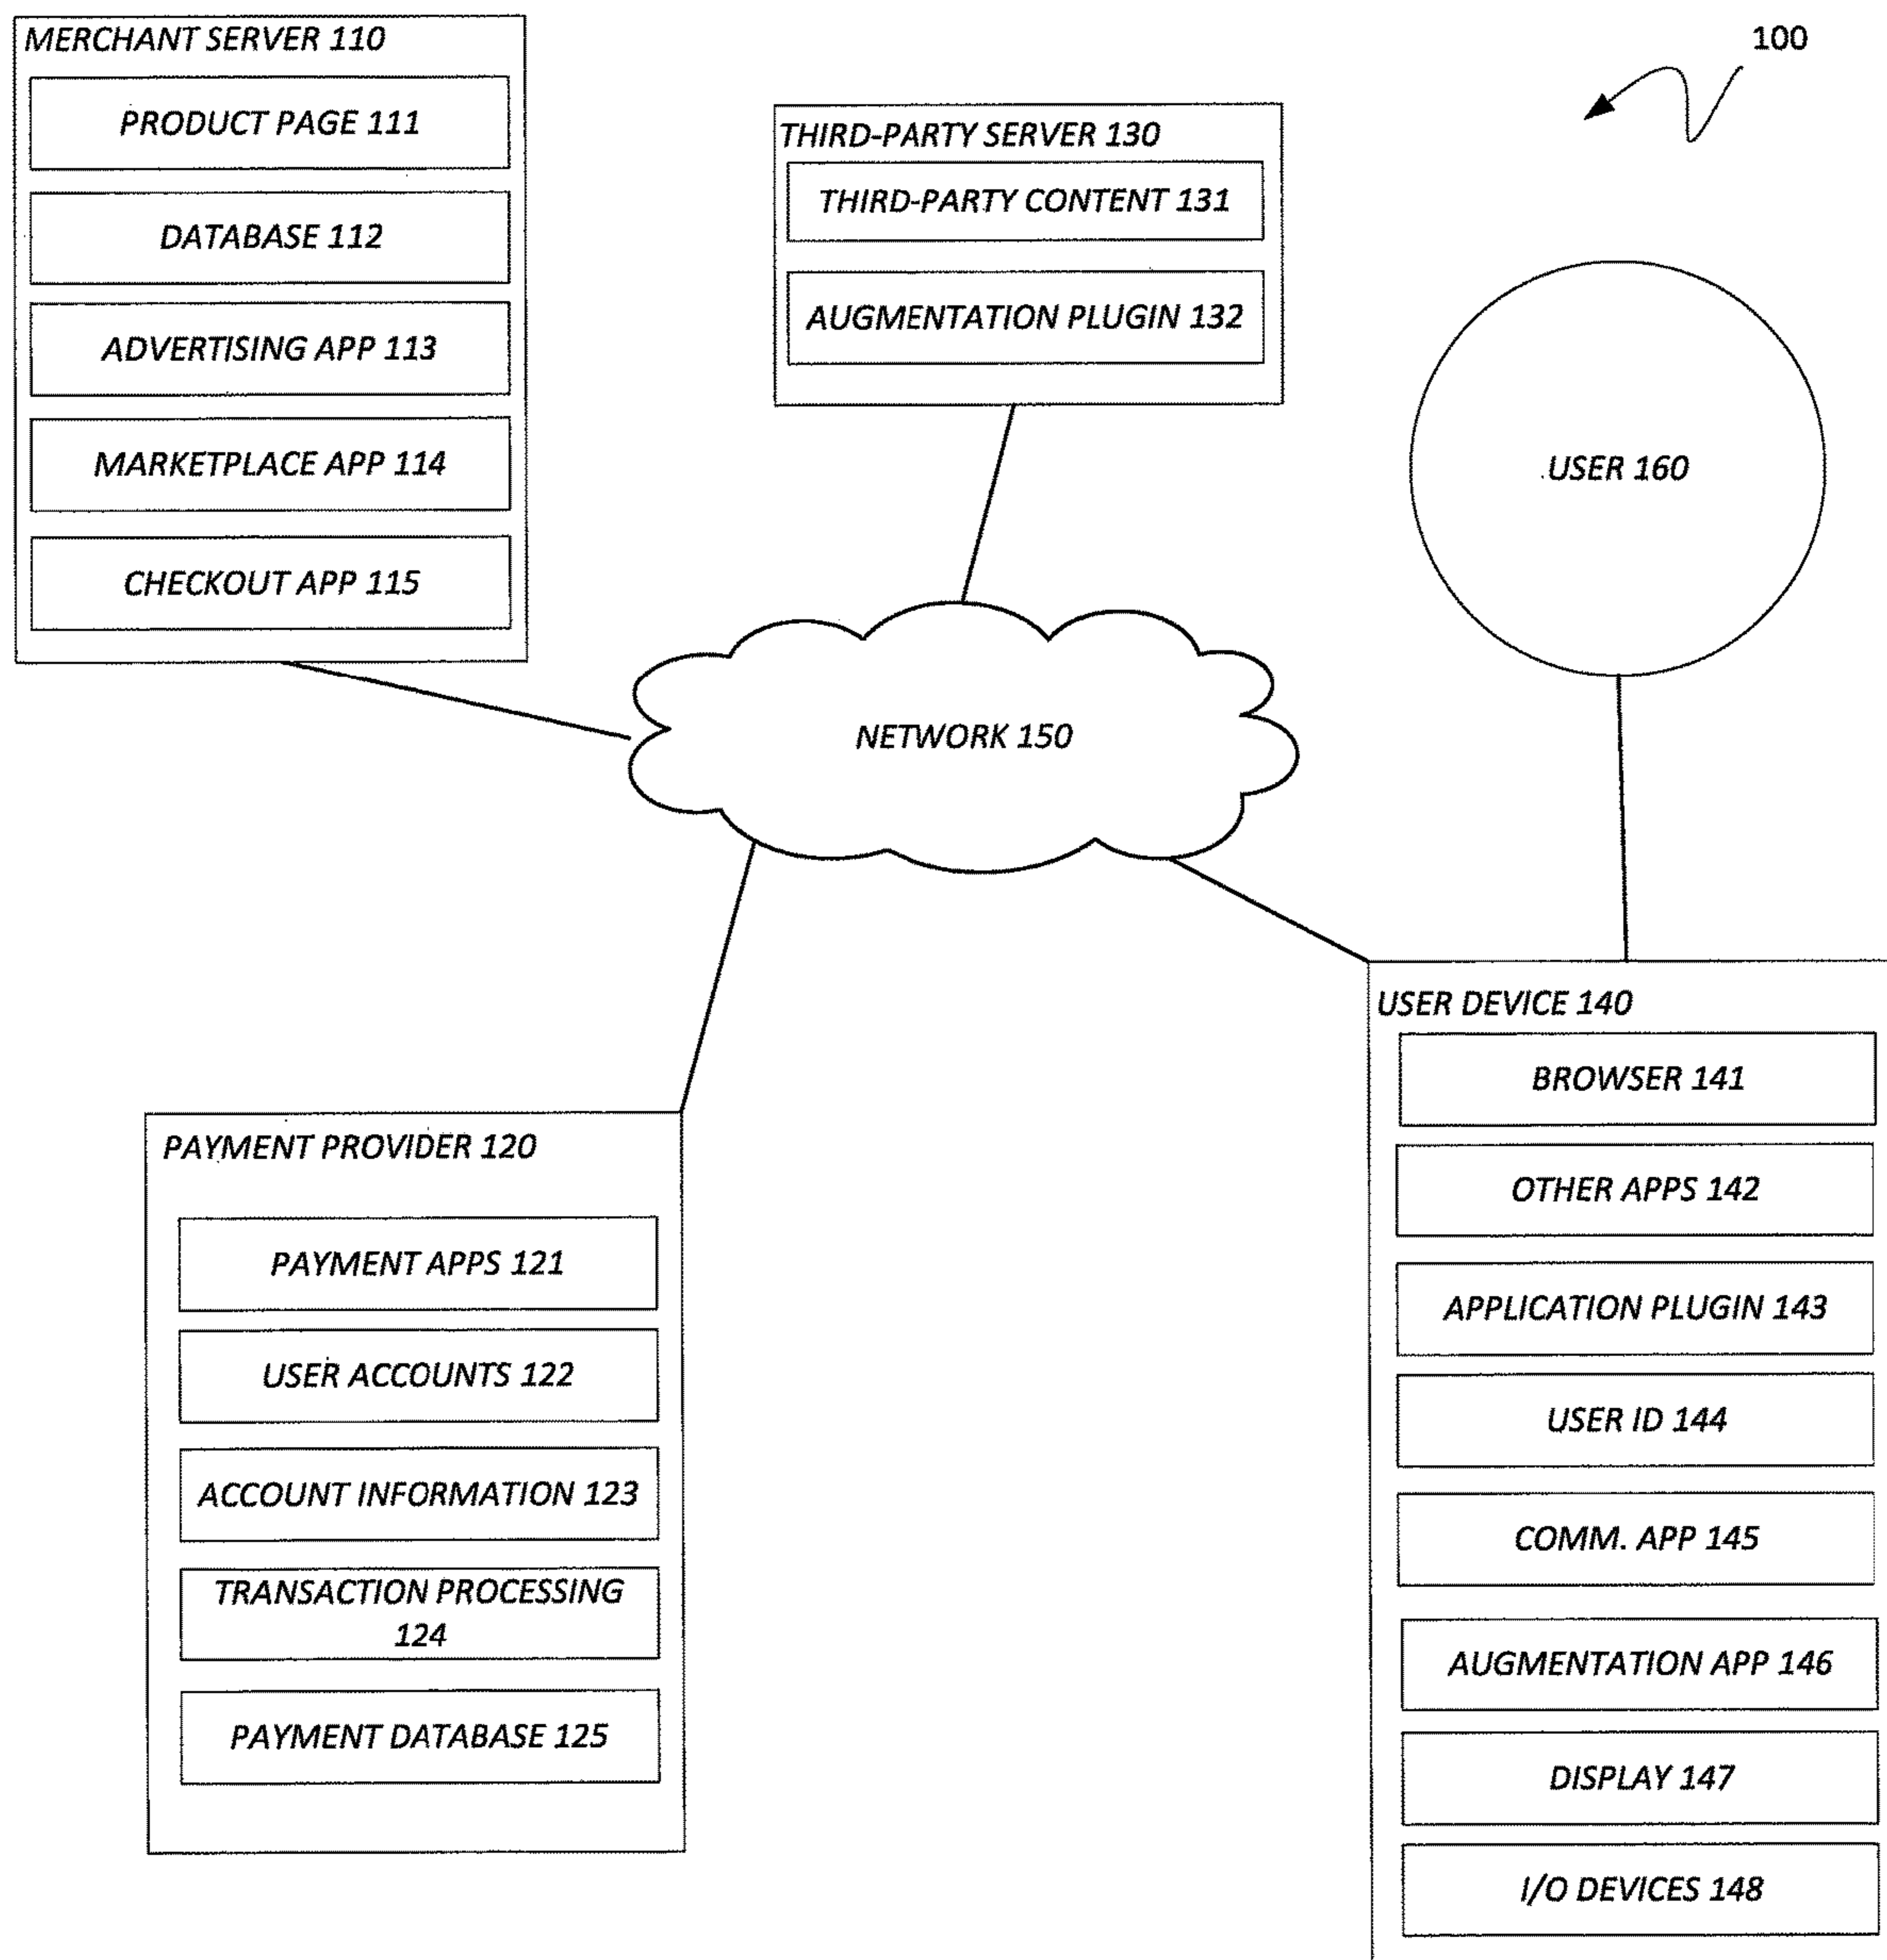 MERCHANT SERVER 110
PRODUCT PAGE 111
DATABASE 112
ADVERTISING APP 113
MARKETPLACE APP 114
CHECKOUT APP 115
100
THIRD-PARTY SERVER 130
THIRD-PARTY CONTENT 131
AUGMENTATION PLUGIN 132
USER 160
NETWORK 150
PAYMENT PROVIDER 120
PAYMENT APPS 121
USER ACCOUNTS 122
ACCOUNT INFORMATION 123
TRANSACTION PROCESSING
124
PAYMENT DATABASE 125
USER DEVICE 140
BROWSER 141
OTHER APPS 142
APPLICATION PLUGIN 143
USER ID 144
COMM. APP 145
AUGMENTATION APP 146
DISPLAY 147
I/O DEVICES 148